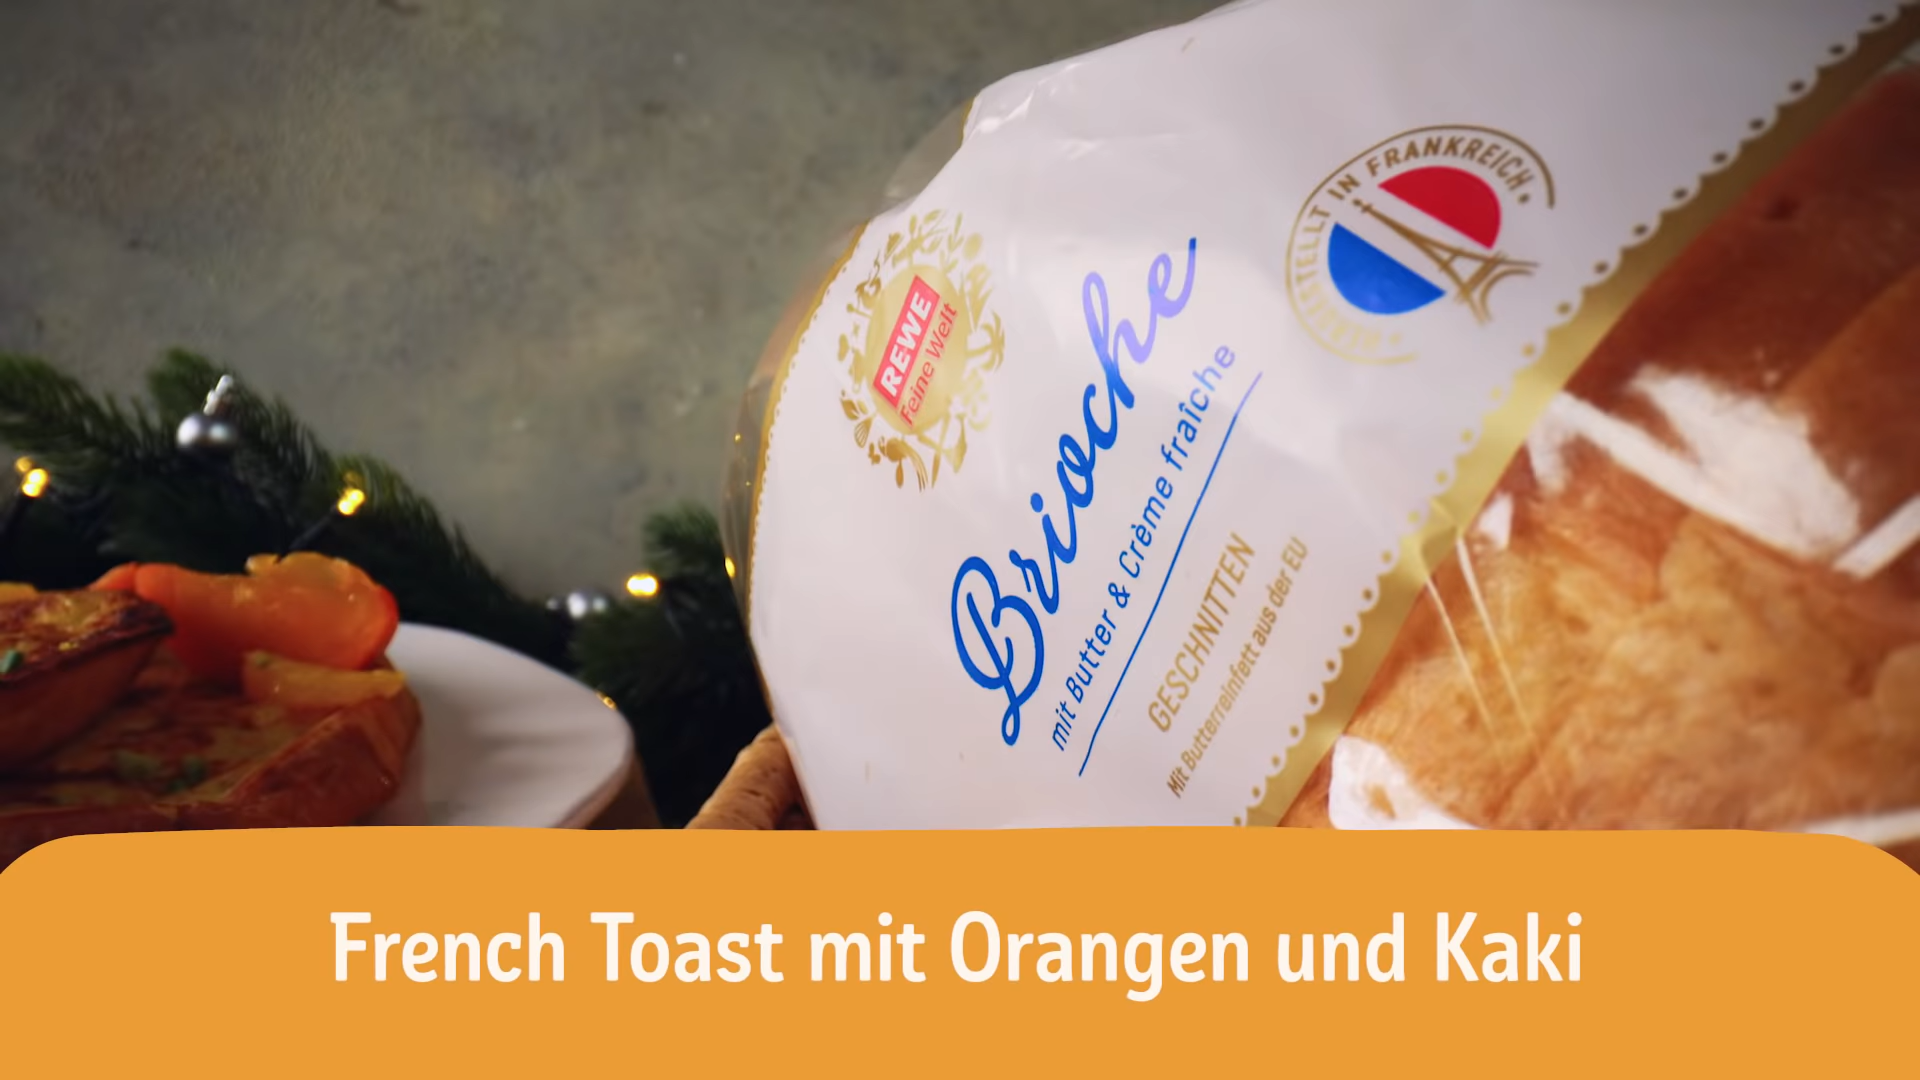 REWE
Feine Welt
Brioche
mit Butter & Crème fraîche
GESCHNITTEN
Mit Butterreinfett aus der EU
HERGESTELLT IN FRANKREICH
French Toast mit Orangen und Kaki